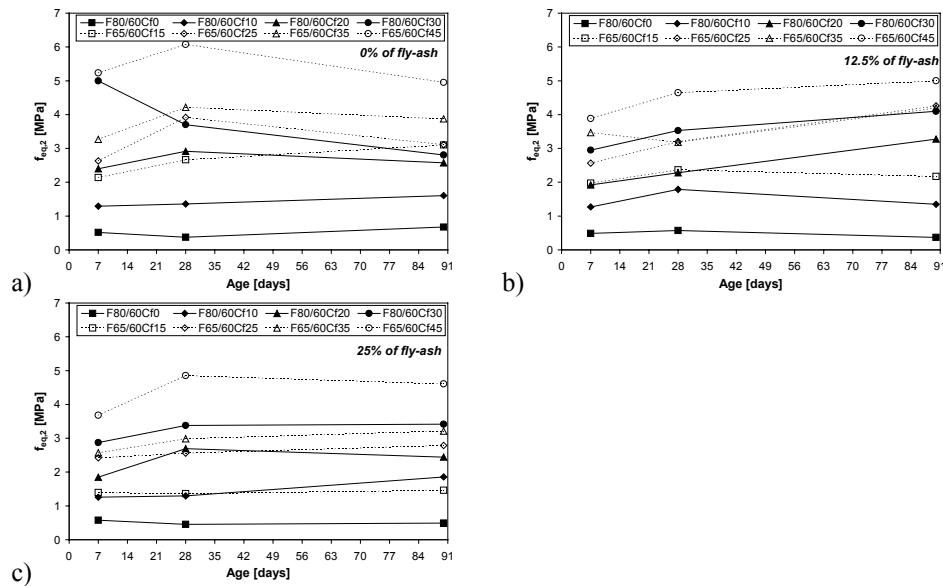 F80/60Cf0 F80/60Cf10 F80/60Cf20 F80/60Cf30
F65/60Cf15 F65/60Cf25 F65/60Cf35 F65/60Cf45
0% of fly-ash
7
6
5
4
3
2
1
0
f_eq,2 [MPa]
0 7 14 21 28 35 42 49 56 63 70 77 84 91
Age [days]
a)
F80/60Cf0 F80/60Cf10 F80/60Cf20 F80/60Cf30
F65/60Cf15 F65/60Cf25 F65/60Cf35 F65/60Cf45
12.5% of fly-ash
7
6
5
4
3
2
1
0
f_eq,2 [MPa]
0 7 14 21 28 35 42 49 56 63 70 77 84 91
Age [days]
b)
F80/60Cf0 F80/60Cf10 F80/60Cf20 F80/60Cf30
F65/60Cf15 F65/60Cf25 F65/60Cf35 F65/60Cf45
25% of fly-ash
7
6
5
4
3
2
1
0
f_eq,2 [MPa]
0 7 14 21 28 35 42 49 56 63 70 77 84 91
Age [days]
c)